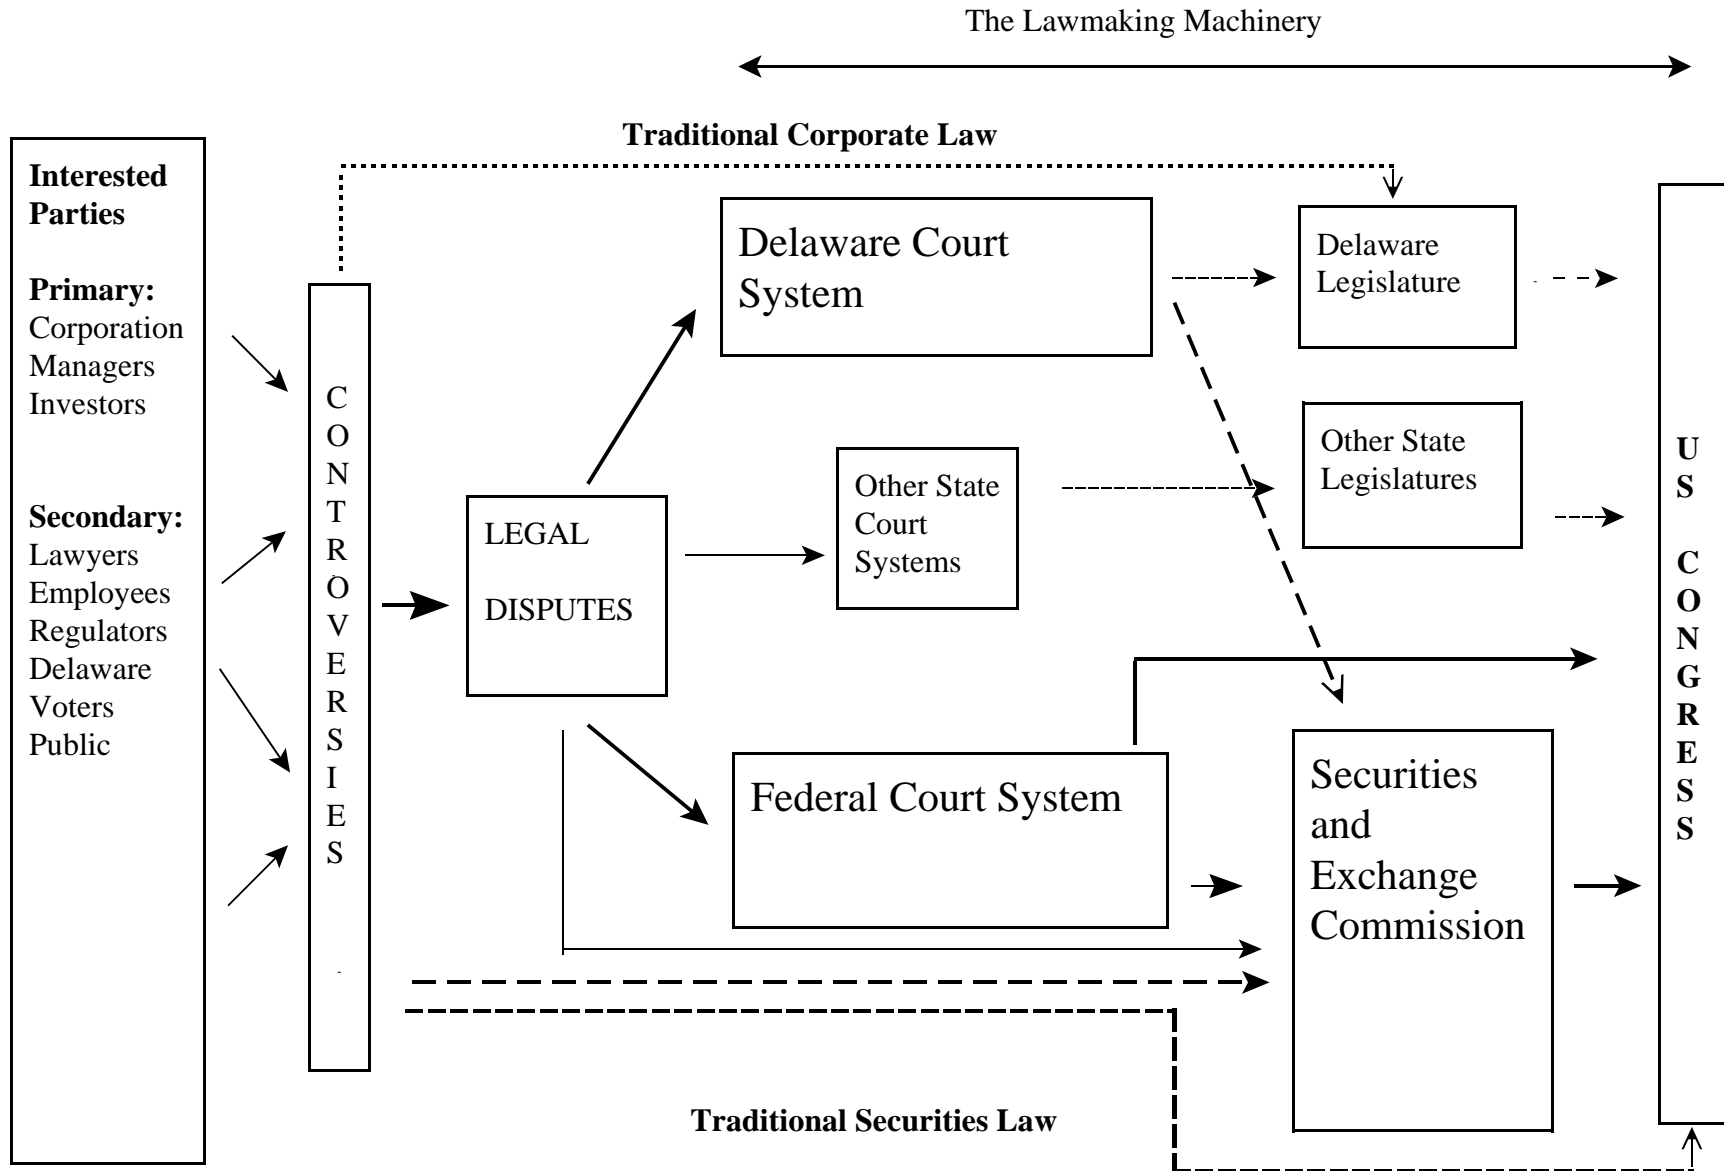 The Lawmaking Machinery
Traditional Corporate Law
Interested
Parties
Primary:
Corporation
Managers
Investors
Secondary:
Lawyers
Employees
Regulators
Delaware
Voters
Public
C
O
N
T
R
O
V
E
R
S
I
E
S
LEGAL
DISPUTES
Delaware Court
System
Other State
Court
Systems
Federal Court System
Delaware
Legislature
Other State
Legislatures
Securities
and
Exchange
Commission
U
S
C
O
N
G
R
E
S
S
Traditional Securities Law